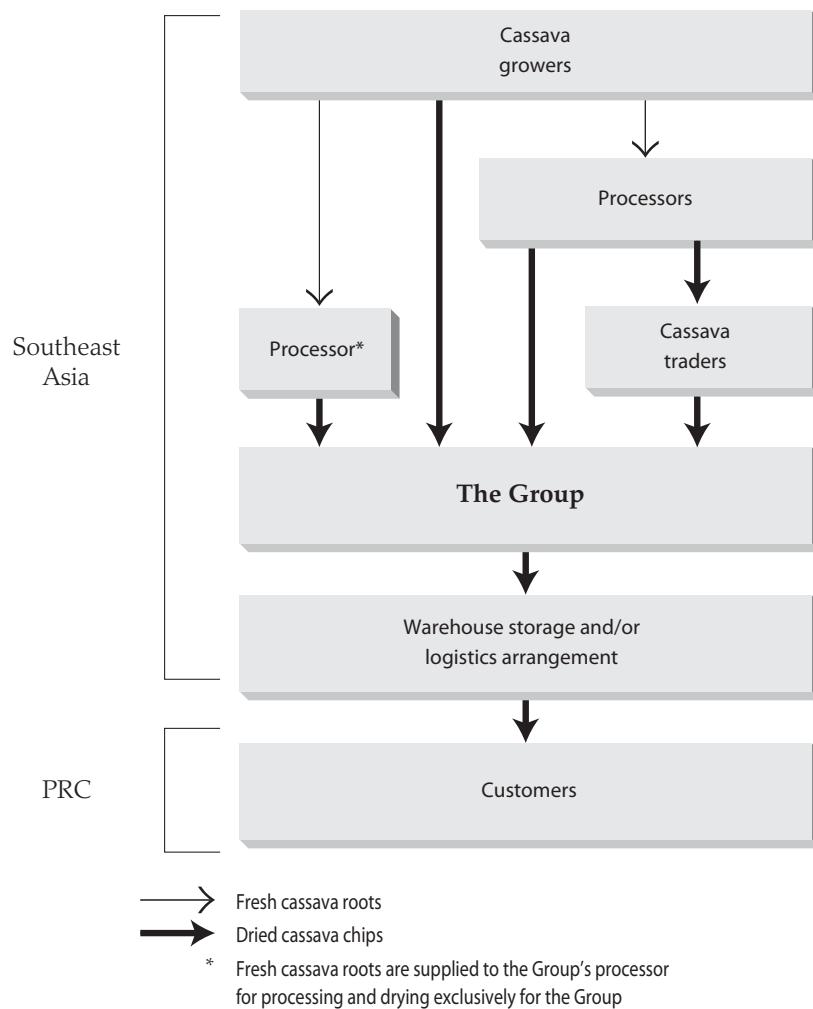 Cassava
growers
Processors
Processor*
Cassava
traders
Southeast
Asia
The Group
Warehouse storage and/or
logistics arrangement
PRC
Customers
Fresh cassava roots
Dried cassava chips
* Fresh cassava roots are supplied to the Group's processor
for processing and drying exclusively for the Group